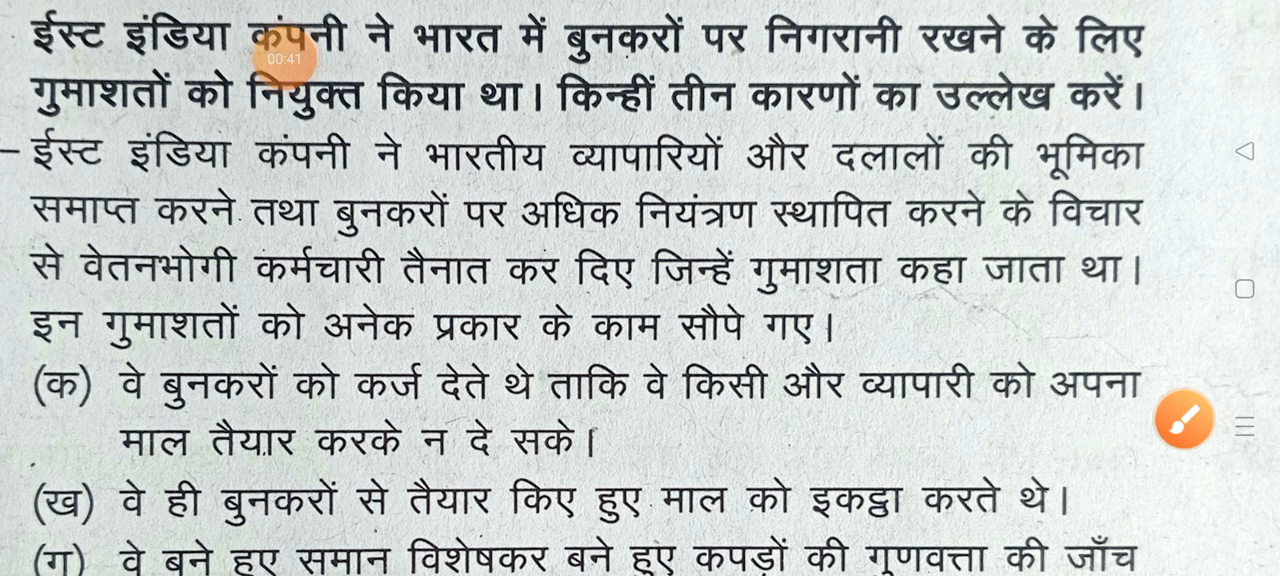 ईस्ट इंडिया कंपनी ने भारत में बुनकरों पर निगरानी रखने के लिए
00:41
गुमाशतों को नियुक्त किया था। किन्हीं तीन कारणों का उल्लेख करें।
– ईस्ट इंडिया कंपनी ने भारतीय व्यापारियों और दलालों की भूमिका
समाप्त करने तथा बुनकरों पर अधिक नियंत्रण स्थापित करने के विचार
से वेतनभोगी कर्मचारी तैनात कर दिए जिन्हें गुमाशता कहा जाता था।
इन गुमाशतों को अनेक प्रकार के काम सौपे गए।
(क) वे बुनकरों को कर्ज देते थे ताकि वे किसी और व्यापारी को अपना
माल तैयार करके न दे सके।
(ख) वे ही बुनकरों से तैयार किए हुए माल को इकट्ठा करते थे।
(ग) वे बने हुए समान विशेषकर बने हुए कपड़ों की गुणवत्ता की जाँच